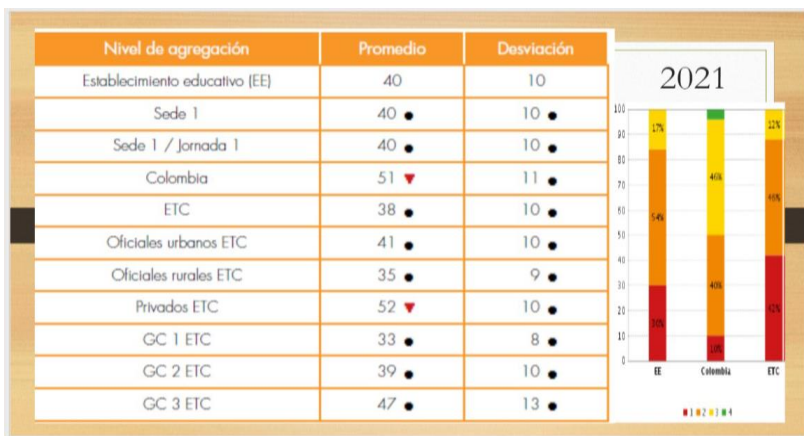 Nivel de agregación Promedio Desviación
Establecimiento educativo (EE) 40 10
Sede 1 40 10
Sede 1 / Jornada 1 40 10
Colombia 51 11
ETC 38 10
Oficiales urbanos ETC 41 10
Oficiales rurales ETC 35 9
Privados ETC 52 10
GC 1 ETC 33 8
GC 2 ETC 39 10
GC 3 ETC 47 13
2021
100
90
80
70
60
50
40
30
20
10
0
17%
54%
30%
46%
40%
10%
12%
46%
42%
EE Colombia ETC
1 2 3 4